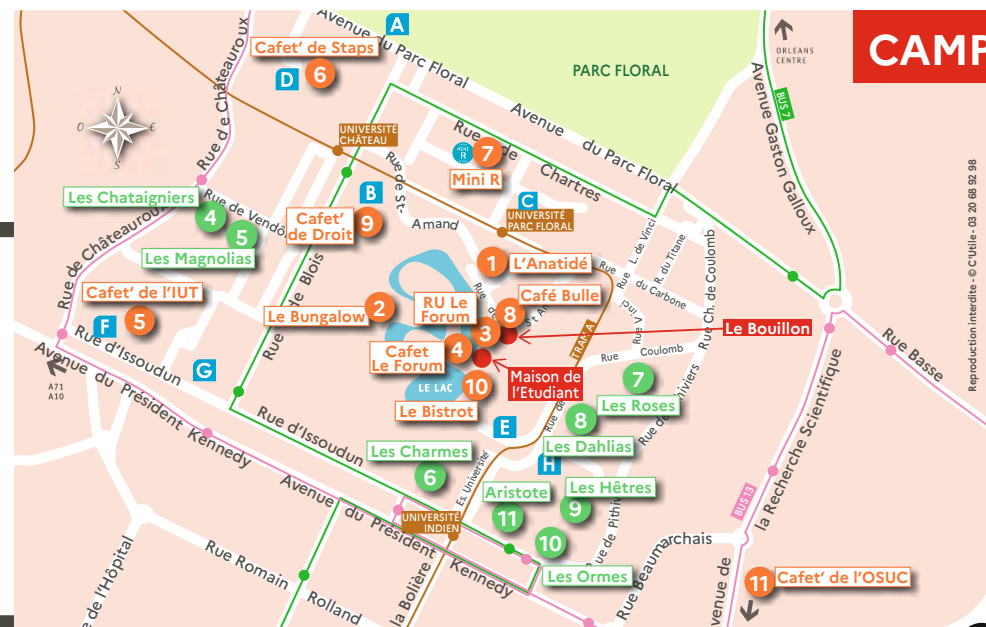 CAMP
A
Avenue du Parc Floral
PARC FLORAL
ORLEANS
CENTRE
Avenue Gaston Galloux
BUS 7
Cafet' de Staps
6
D
Rue de Châteauroux
N
O
E
S
UNIVERSITÉ
CHÂTEAU
Avenue du Parc Floral
Rue de Chartres
MINI
R
7
Mini R
Rue de St-
Amand
B
C
UNIVERSITÉ
PARC FLORAL
Les Chataigniers
4
Rue de Vendô
5
Les Magnolias
Cafet'
de Droit
9
Rue de Châteauroux
Rue de Blois
1
L'Anatidé
Rue L. de Vinci
R. du Titane
Rue du Carbone
Rue Ch. de Coulomb
Cafet' de l'IUT
5
F
Le Bungalow
2
RU Le
Forum
3
Café Bulle
8
Le Bouillon
Cafet
Le Forum
4
TRAM A
Rue Coulomb
Maison de
l'Etudiant
LE LAC
10
Le Bistrot
Rue d'Issoudun
G
A71
A10
Avenue du Président Kennedy
Rue d'Issoudun
E
7
Les Roses
8
Les Dahlias
H
Les Charmes
6
Es. Université
Aristote
11
Les Hêtres
9
10
Les Ormes
UNIVERSITÉ
INDIEN
Avenue du Président Kennedy
Rue de Pithiv
Rue Beaumarchais
BUS 13
la Recherche Scientifique
venue de
Rue Basse
11
Cafet' de l'OSUC
e de l'Hôpital
Rue Romain
Rolland
la Bolière
Reproduction interdite - © C'Utile - 03 20 68 92 98